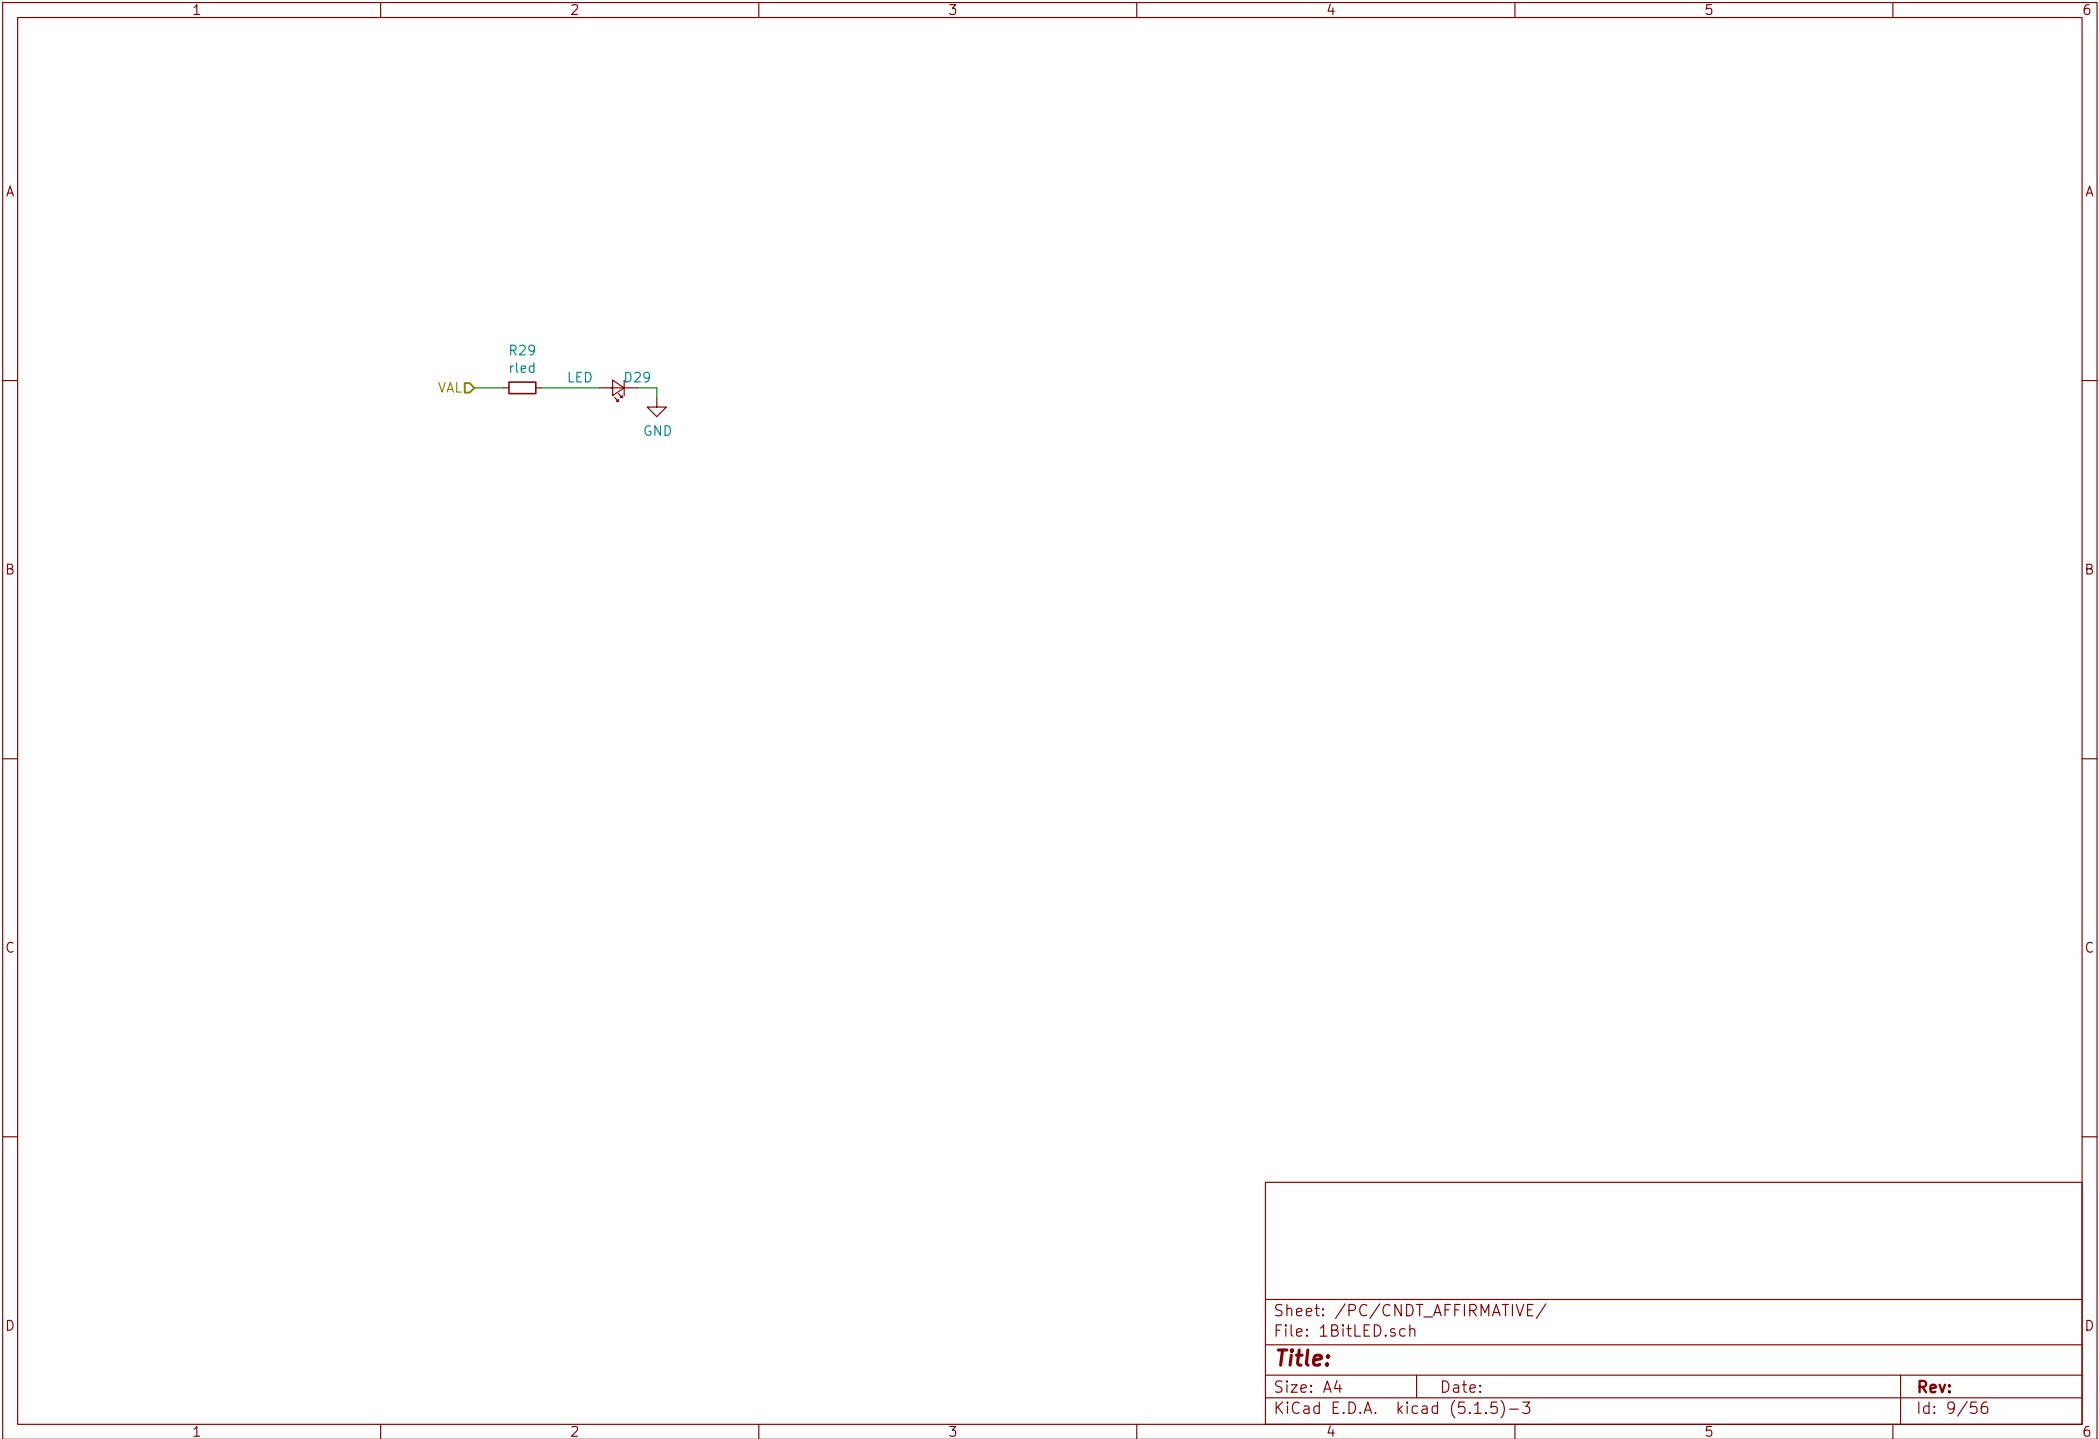 1 2 3 4 5 6
A A
R29
rled
VAL LED D29
GND
B B
C C
Sheet: /PC/CNDT_AFFIRMATIVE/
D File: 1BitLED.sch D
Title:
Size: A4 Date: Rev:
KiCad E.D.A. kicad (5.1.5)-3 Id: 9/56
1 2 3 4 5 6